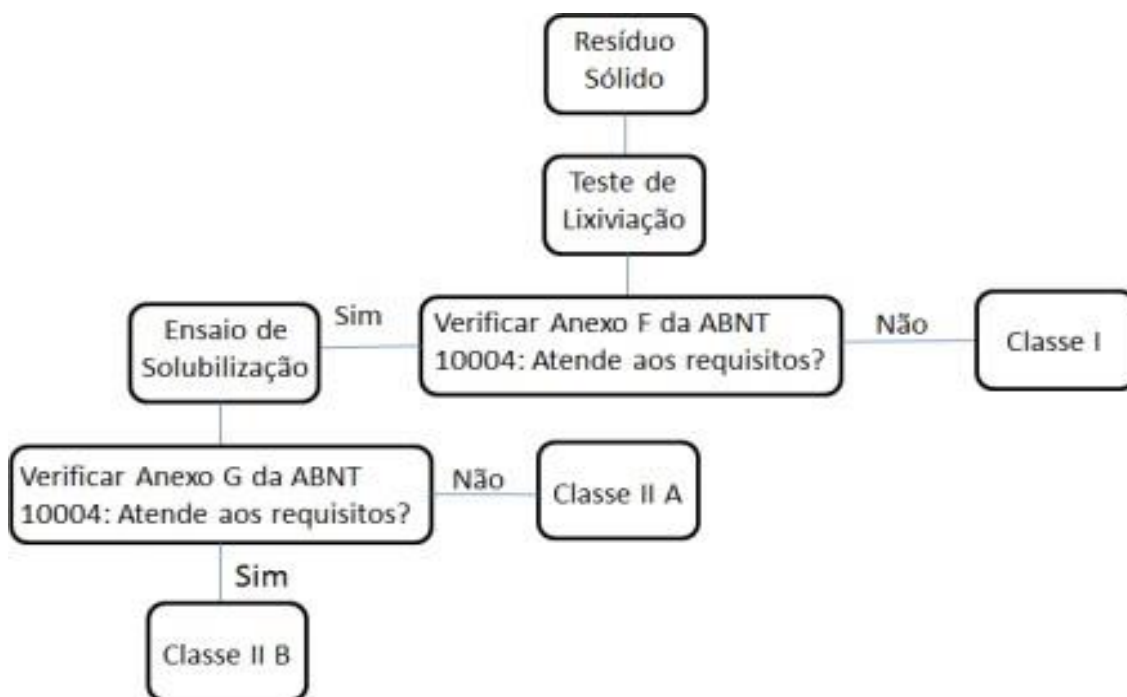 Resíduo
Sólido
Teste de
Lixiviação
Verificar Anexo F da ABNT
10004: Atende aos requisitos?
Não
Classe I
Sim
Ensaio de
Solubilização
Verificar Anexo G da ABNT
10004: Atende aos requisitos?
Não
Classe II A
Sim
Classe II B